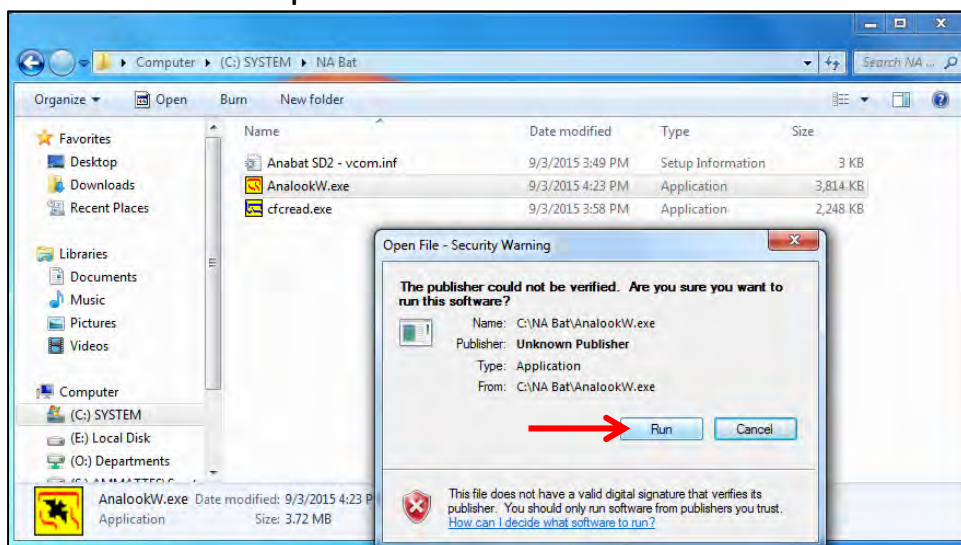 Computer ▸ (C:) SYSTEM ▸ NA Bat
Search NA ...
Organize Open Burn New folder
Name Date modified Type Size
Favorites
Desktop
Downloads
Recent Places
Libraries
Documents
Music
Pictures
Videos
Computer
(C:) SYSTEM
(E:) Local Disk
(O:) Departments
Anabat SD2 - vcom.inf 9/3/2015 3:49 PM Setup Information 3 KB
AnalookW.exe 9/3/2015 4:23 PM Application 3,814 KB
cfcread.exe 9/3/2015 3:58 PM Application 2,248 KB
Open File - Security Warning
The publisher could not be verified. Are you sure you want to
run this software?
Name: C:\NA Bat\AnalookW.exe
Publisher: Unknown Publisher
Type: Application
From: C:\NA Bat\AnalookW.exe
Run Cancel
This file does not have a valid digital signature that verifies its
publisher. You should only run software from publishers you trust.
How can I decide what software to run?
AnalookW.exe Date modified: 9/3/2015 4:23 P
Application Size: 3.72 MB